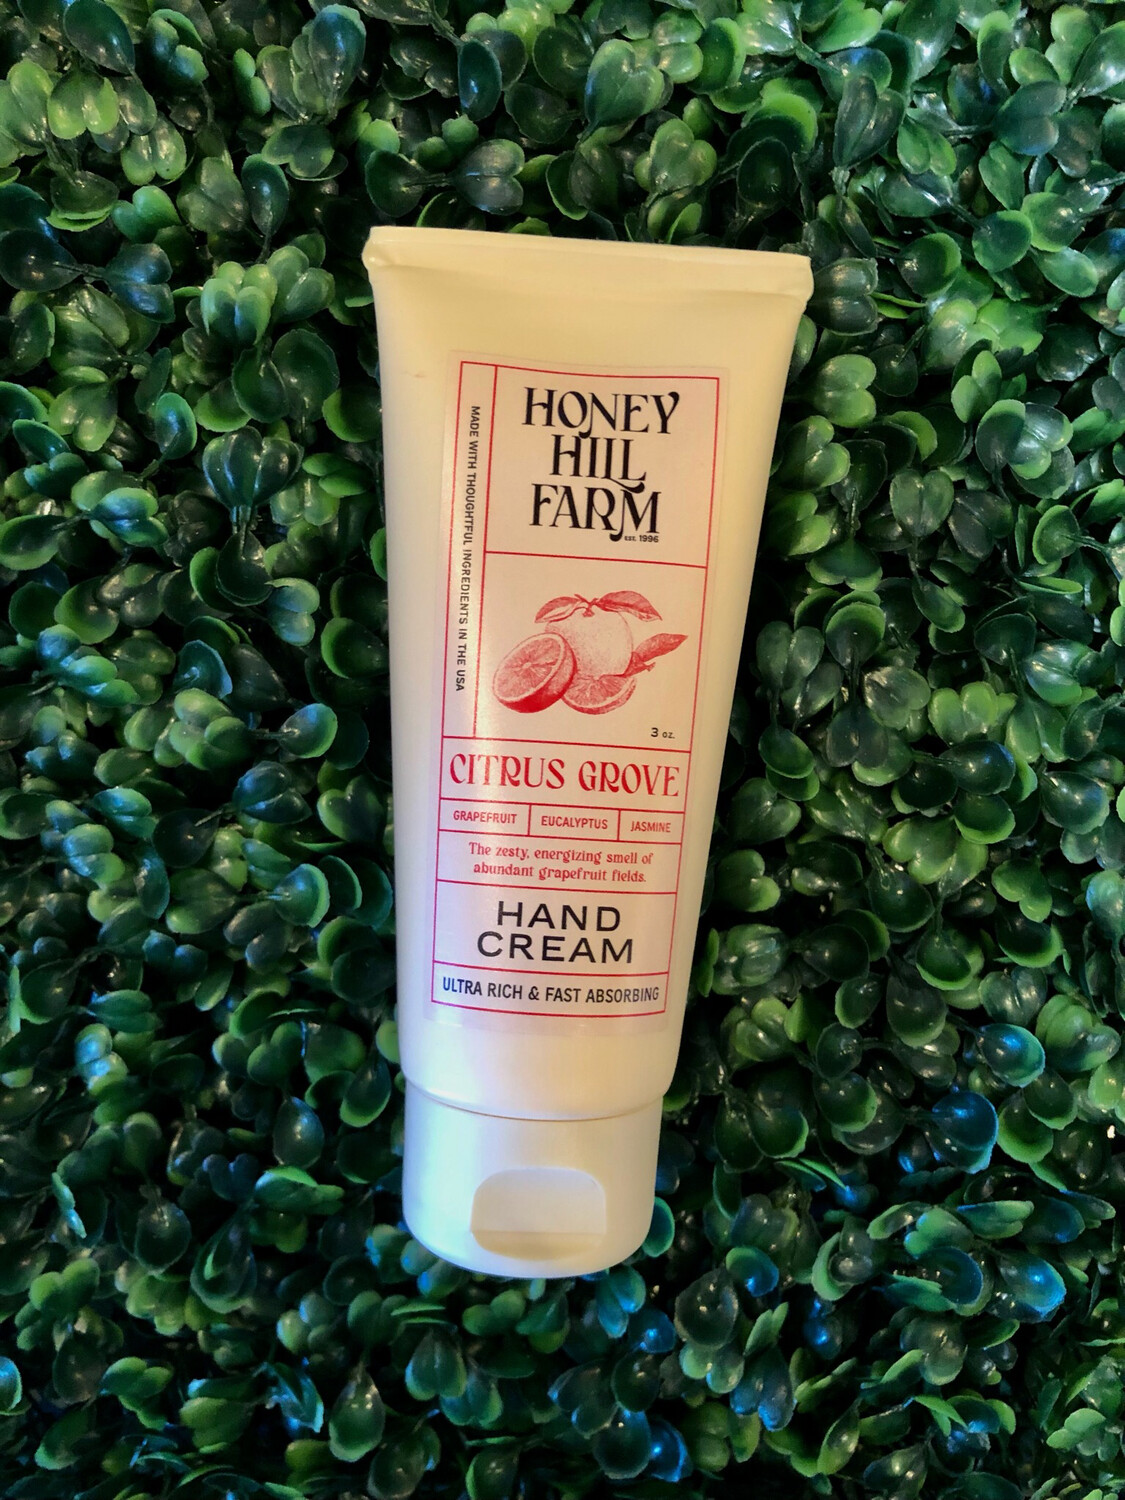 HONEY
HILL
FARM
EST. 1996
MADE WITH THOUGHTFUL INGREDIENTS IN THE USA
3 oz.
CITRUS GROVE
GRAPEFRUIT EUCALYPTUS JASMINE
The zesty, energizing smell of
abundant grapefruit fields.
HAND
CREAM
ULTRA RICH & FAST ABSORBING